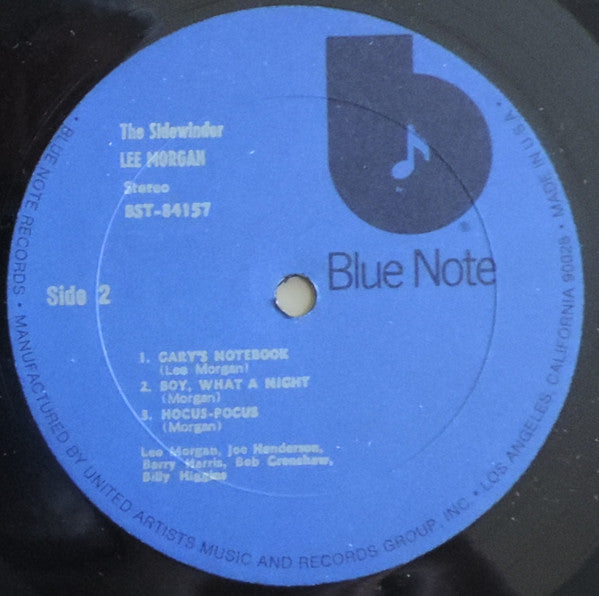 The Sidewinder
LEE MORGAN
Stereo
BST-84157
Side 2
®
Blue Note
1. GARY'S NOTEBOOK
(Lee Morgan)
2. BOY, WHAT A NIGHT
(Morgan)
3. HOCUS-POCUS
(Morgan)
Lee Morgan, Joe Henderson,
Barry Harris, Bob Crenshaw,
Billy Higgins
• BLUE NOTE RECORDS • MANUFACTURED BY UNITED ARTISTS MUSIC AND RECORDS GROUP, INC. • LOS ANGELES, CALIFORNIA 90028 • MADE IN U.S.A.